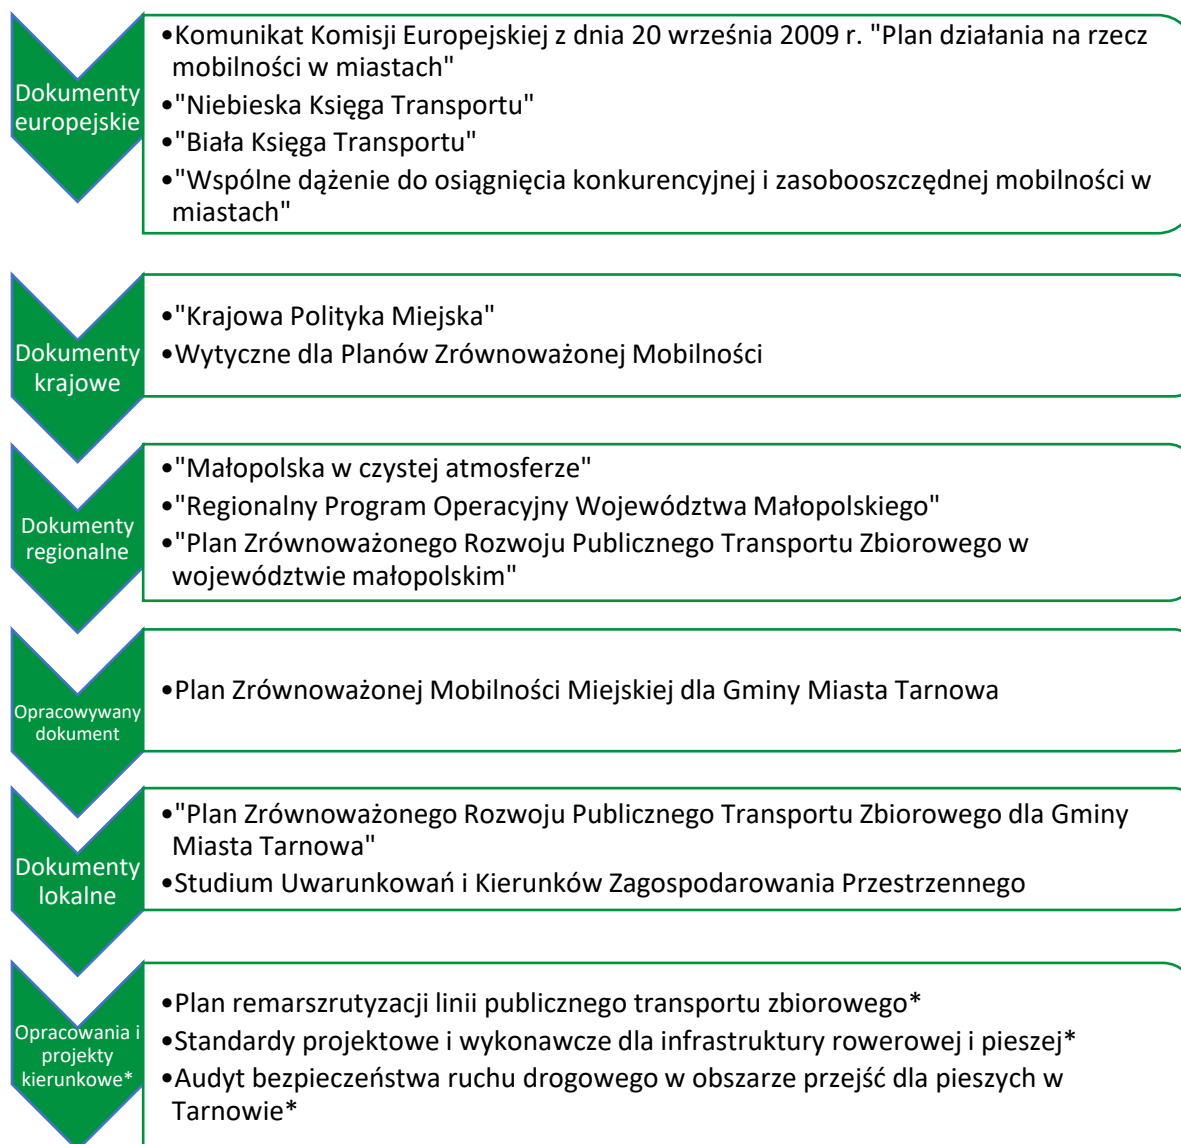 Dokumenty
europejskie
•Komunikat Komisji Europejskiej z dnia 20 września 2009 r. "Plan działania na rzecz
mobilności w miastach"
•"Niebieska Księga Transportu"
•"Biała Księga Transportu"
•"Wspólne dążenie do osiągnięcia konkurencyjnej i zasobooszczędnej mobilności w
miastach"
Dokumenty
krajowe
•"Krajowa Polityka Miejska"
•Wytyczne dla Planów Zrównoważonej Mobilności
Dokumenty
regionalne
•"Małopolska w czystej atmosferze"
•"Regionalny Program Operacyjny Województwa Małopolskiego"
•"Plan Zrównoważonego Rozwoju Publicznego Transportu Zbiorowego w
województwie małopolskim"
Opracowywany
dokument
•Plan Zrównoważonej Mobilności Miejskiej dla Gminy Miasta Tarnowa
Dokumenty
lokalne
•"Plan Zrównoważonego Rozwoju Publicznego Transportu Zbiorowego dla Gminy
Miasta Tarnowa"
•Studium Uwarunkowań i Kierunków Zagospodarowania Przestrzennego
Opracowania i
projekty
kierunkowe*
•Plan remarszrutyzacji linii publicznego transportu zbiorowego*
•Standardy projektowe i wykonawcze dla infrastruktury rowerowej i pieszej*
•Audyt bezpieczeństwa ruchu drogowego w obszarze przejść dla pieszych w
Tarnowie*